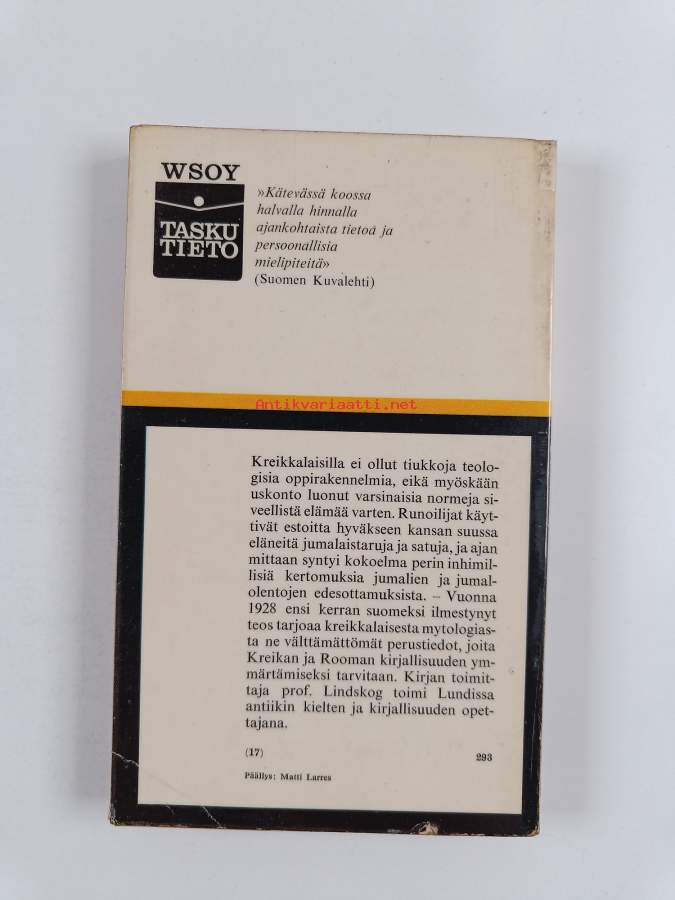 WSOY
TASKU
TIETO
»Kätevässä koossa
halvalla hinnalla
ajankohtaista tietoa ja
persoonallisia
mielipiteitä»
(Suomen Kuvalehti)
Antikvariaatti.net
Kreikkalaisilla ei ollut tiukkoja teolo-
gisia oppirakennelmia, eikä myöskään
uskonto luonut varsinaisia normeja si-
veellistä elämää varten. Runoilijat käyt-
tivät estoitta hyväkseen kansan suussa
eläneitä jumalaistaruja ja satuja, ja ajan
mittaan syntyi kokoelma perin inhimil-
lisiä kertomuksia jumalien ja jumal-
olentojen edesottamuksista. – Vuonna
1928 ensi kerran suomeksi ilmestynyt
teos tarjoaa kreikkalaisesta mytologias-
ta ne välttämättömät perustiedot, joita
Kreikan ja Rooman kirjallisuuden ym-
märtämiseksi tarvitaan. Kirjan toimit-
taja prof. Lindskog toimi Lundissa
antiikin kielten ja kirjallisuuden opet-
tajana.
(17) 293
Päällys: Matti Larres